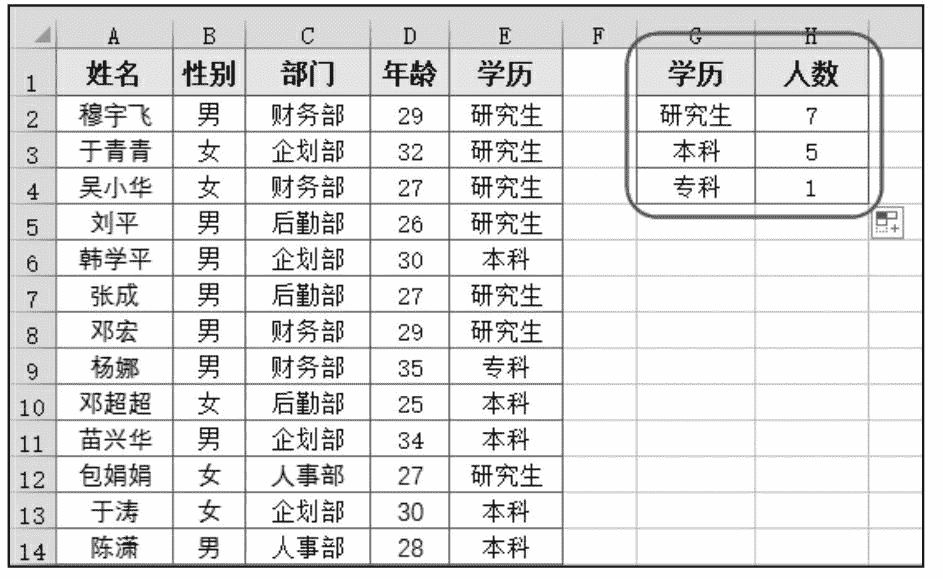 A B C D E F G H
1 姓名 性别 部门 年龄 学历 学历 人数
2 穆宇飞 男 财务部 29 研究生 研究生 7
3 于青青 女 企划部 32 研究生 本科 5
4 吴小华 女 财务部 27 研究生 专科 1
5 刘平 男 后勤部 26 研究生
6 韩学平 男 企划部 30 本科
7 张成 男 后勤部 27 研究生
8 邓宏 男 财务部 29 研究生
9 杨娜 男 财务部 35 专科
10 邓超超 女 后勤部 25 本科
11 苗兴华 男 企划部 34 本科
12 包娟娟 女 人事部 27 研究生
13 于涛 女 企划部 30 本科
14 陈潇 男 人事部 28 本科